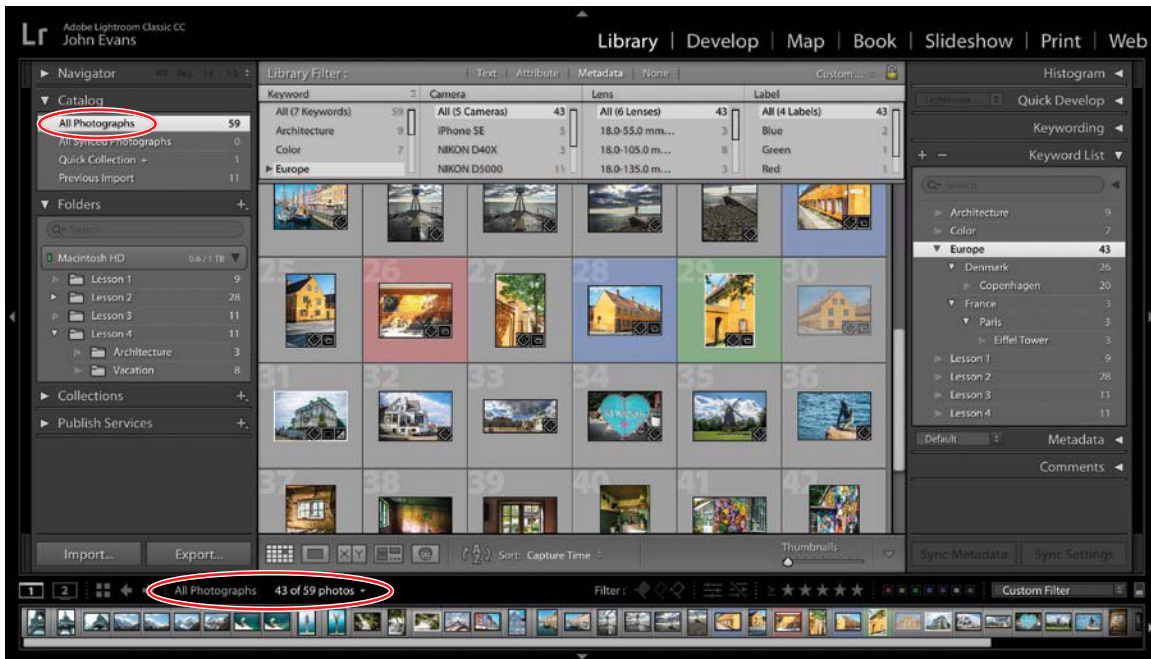 Lr
Adobe Lightroom Classic CC
John Evans
Library | Develop | Map | Book | Slideshow | Print | Web
Navigator
Catalog
All Photographs 59
All Synced Photographs 0
Quick Collection + 1
Previous Import 11
Folders +
Search
Macintosh HD 0.6 / 1 TB
Lesson 1 9
Lesson 2 28
Lesson 3 11
Lesson 4 11
Architecture 3
Vacation 8
Collections +
Publish Services +
Import... Export...
Library Filter: Text Attribute Metadata None Custom...
Keyword Camera Lens Label
All (7 Keywords) 59 All (5 Cameras) 43 All (6 Lenses) 43 All (4 Labels) 43
Architecture 9 iPhone SE 5 18.0-55.0 mm... 3 Blue 2
Color 7 NIKON D40X 3 18.0-105.0 m... 8 Green 1
Europe NIKON D5000 11 18.0-135.0 m... 3 Red 1
25 26 27 28 29 30
31 32 33 34 35 36
37 38 39 40 41 42
XY Sort: Capture Time Thumbnails
Histogram
Quick Develop
Keywording
+ − Keyword List
Search
Architecture 9
Color 7
Europe 43
Denmark 26
Copenhagen 20
France 3
Paris 3
Eiffel Tower 3
Lesson 1 9
Lesson 2 28
Lesson 3 11
Lesson 4 11
Default Metadata
Comments
Sync Metadata Sync Settings
1 2 All Photographs 43 of 59 photos Filter: ≥ ★★★★★ Custom Filter